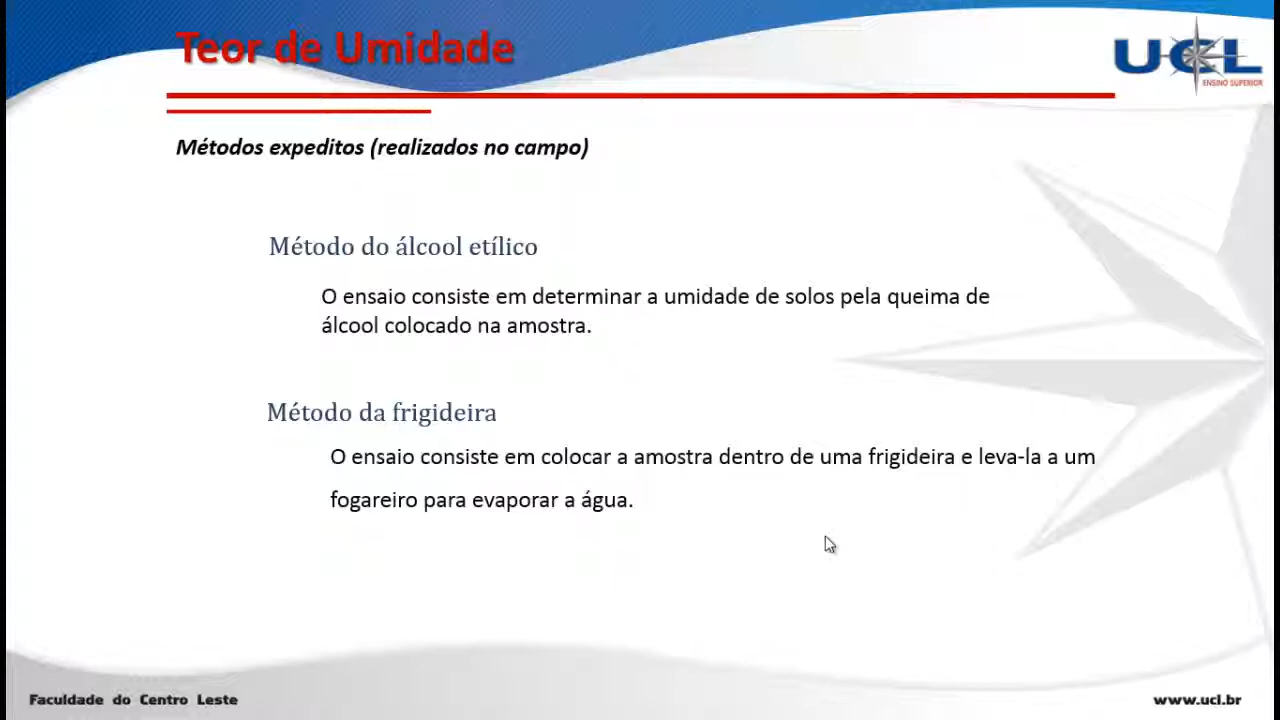 Teor de Umidade
UCL
ENSINO SUPERIOR
Métodos expeditos (realizados no campo)
Método do álcool etílico
O ensaio consiste em determinar a umidade de solos pela queima de
álcool colocado na amostra.
Método da frigideira
O ensaio consiste em colocar a amostra dentro de uma frigideira e leva-la a um
fogareiro para evaporar a água.
Faculdade do Centro Leste
www.ucl.br